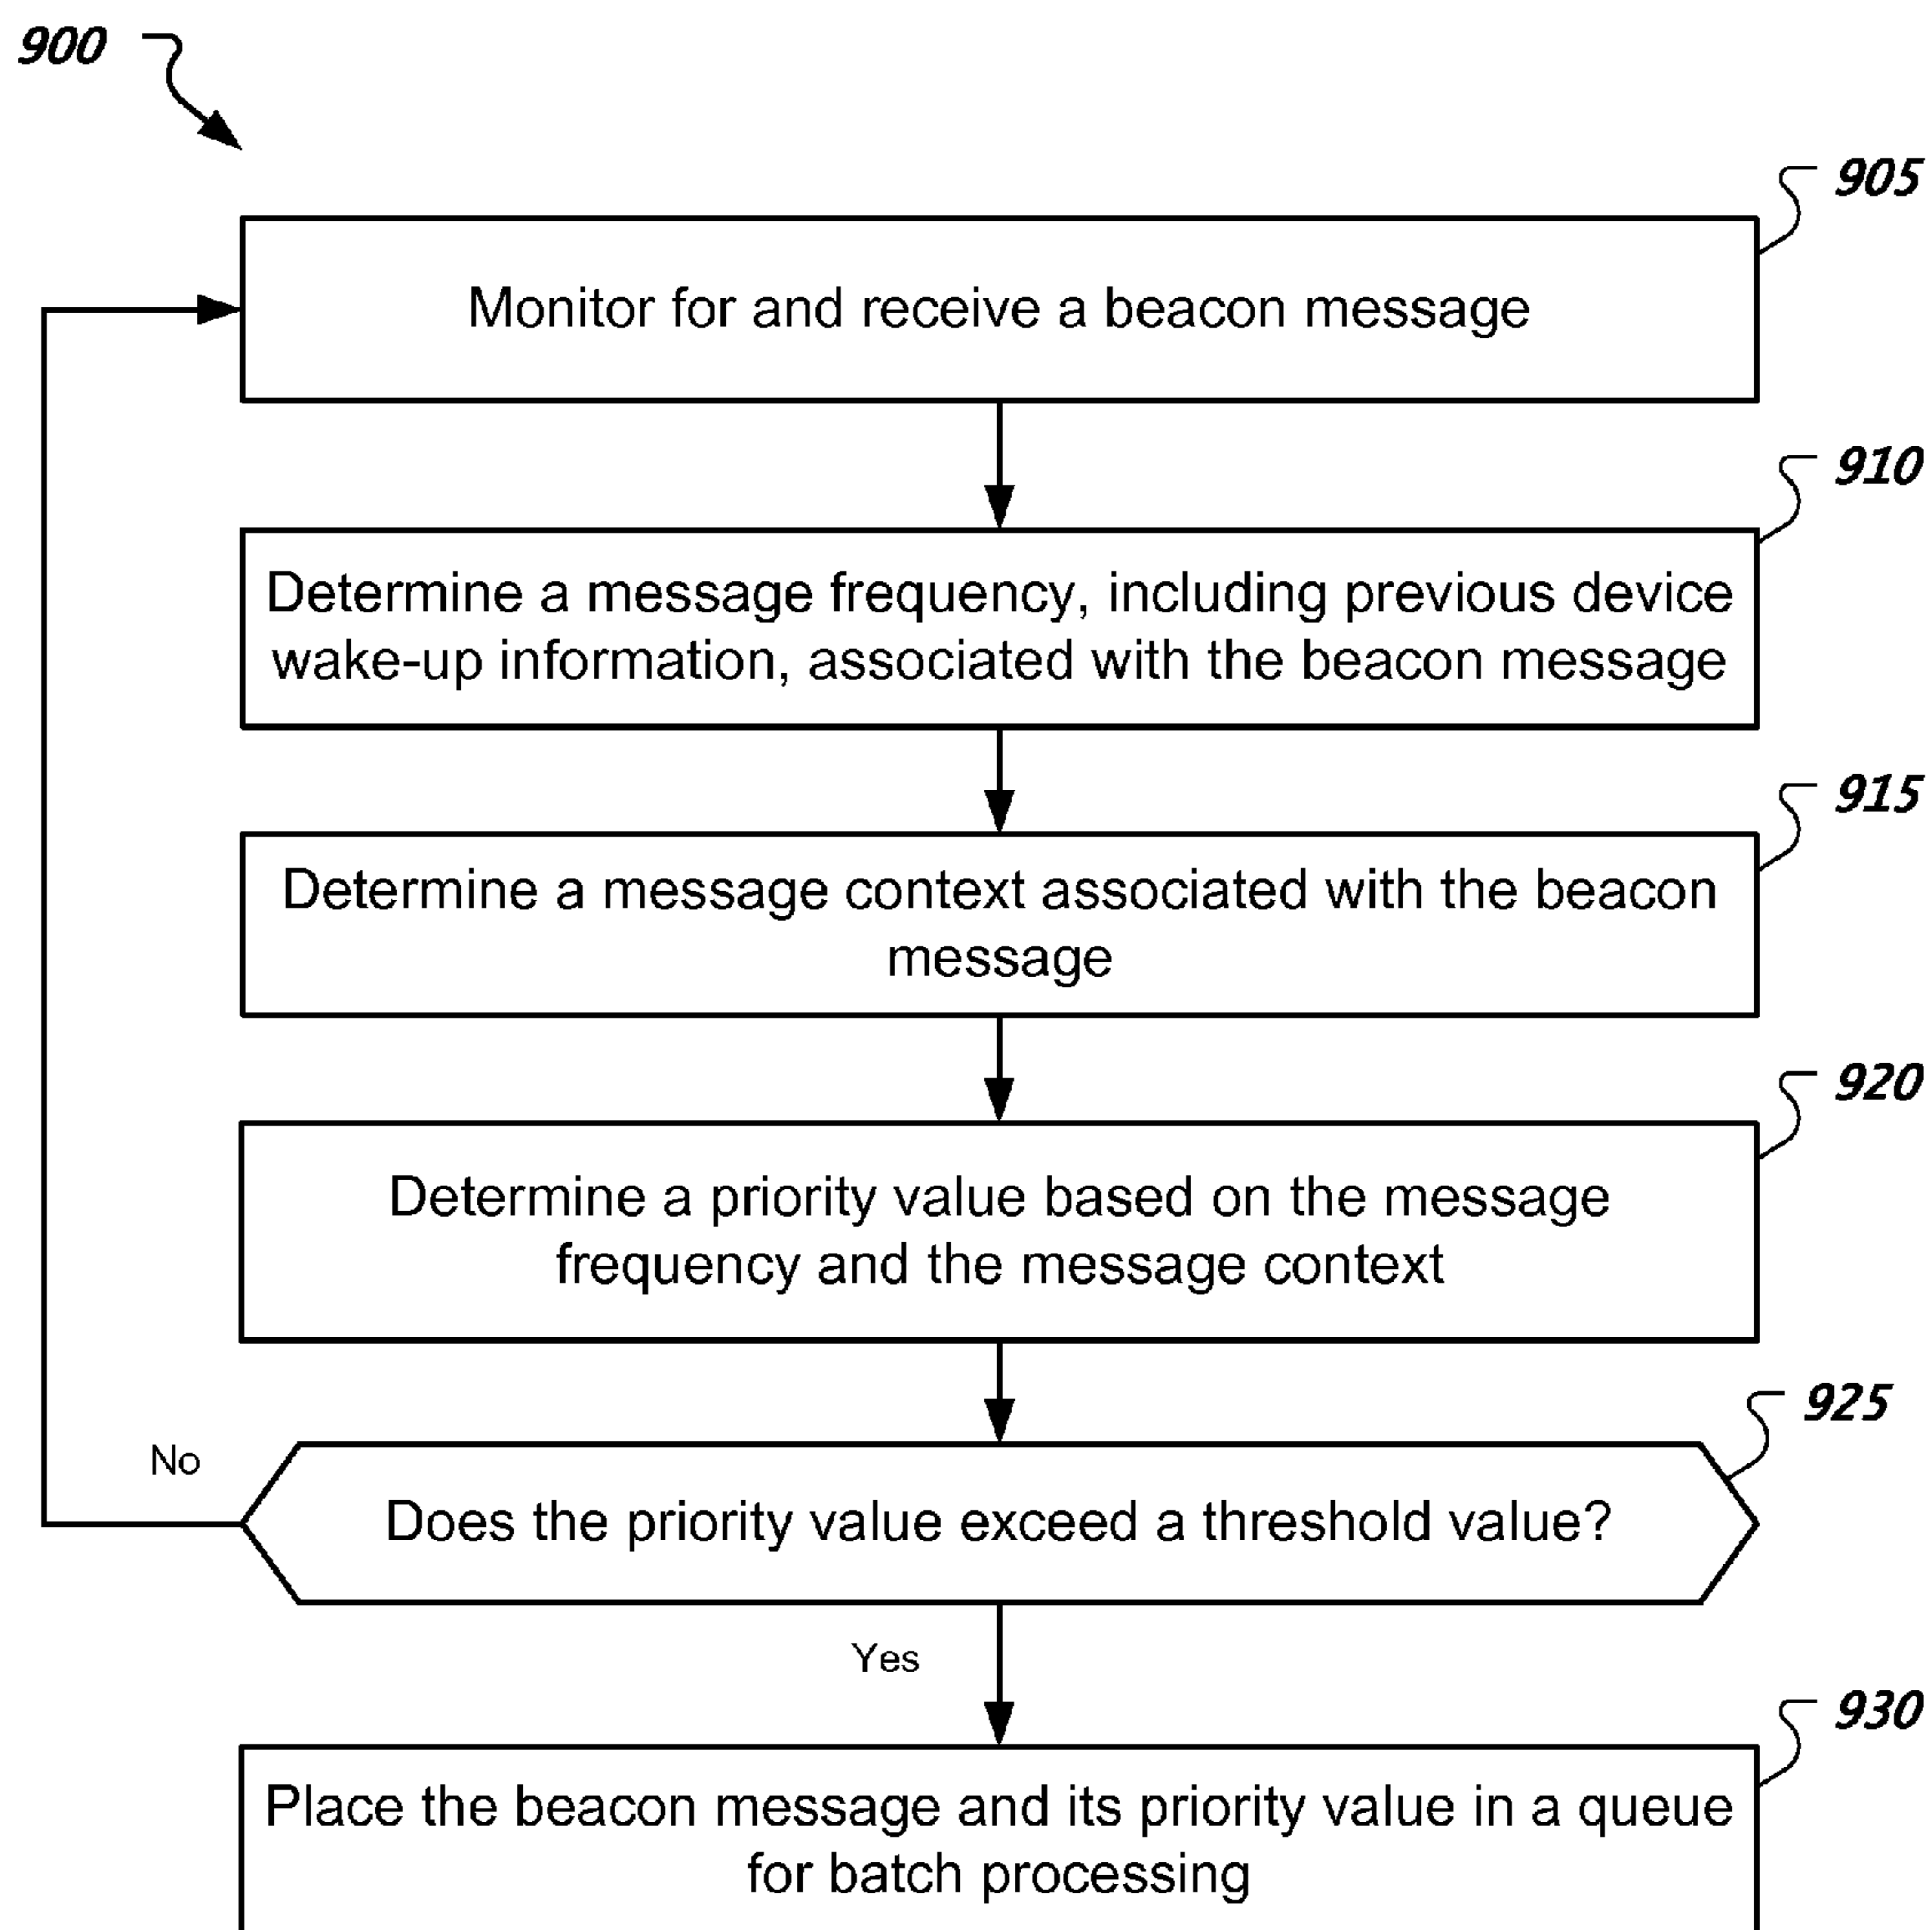 900
905
Monitor for and receive a beacon message
910
Determine a message frequency, including previous device
wake-up information, associated with the beacon message
915
Determine a message context associated with the beacon
message
920
Determine a priority value based on the message
frequency and the message context
925
No
Does the priority value exceed a threshold value?
Yes
930
Place the beacon message and its priority value in a queue
for batch processing